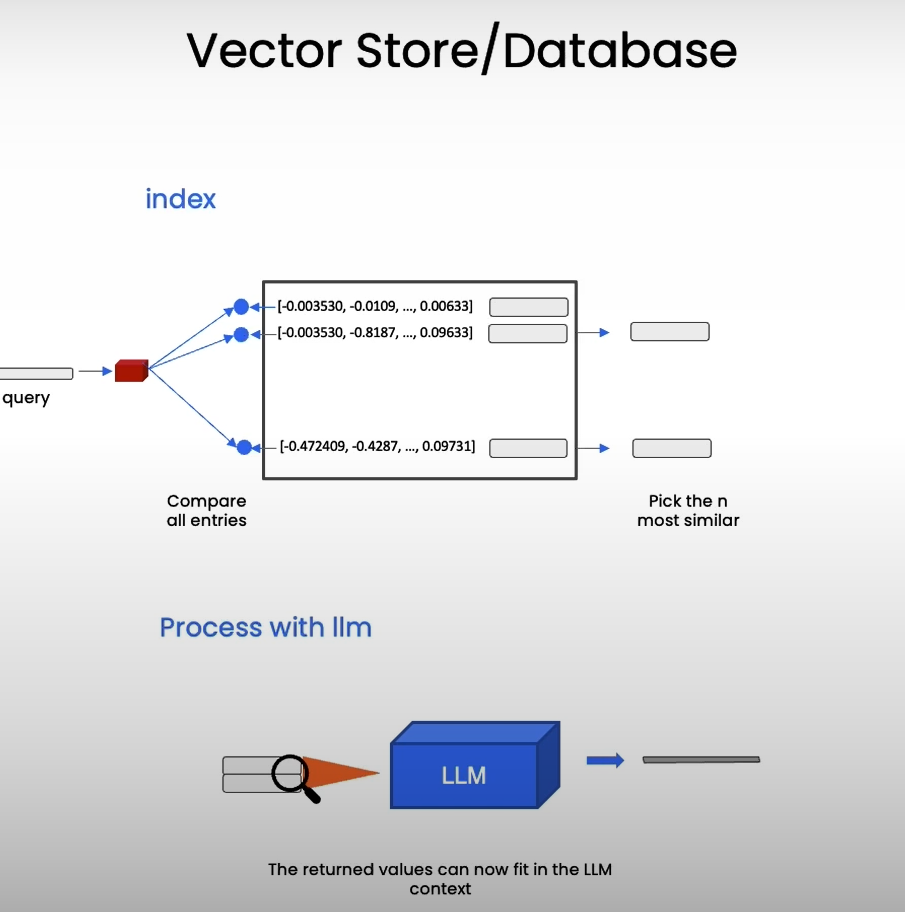 Vector Store/Database
index
[-0.003530, -0.0109, ..., 0.00633]
[-0.003530, -0.8187, ..., 0.09633]
query
[-0.472409, -0.4287, ..., 0.09731]
Compare
all entries
Pick the n
most similar
Process with llm
LLM
The returned values can now fit in the LLM
context